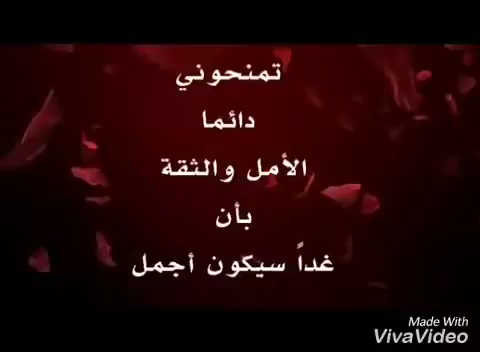 تمنحوني
دائما
الأمل والثقة
بأن
غداً سيكون أجمل
Made With
VivaVideo